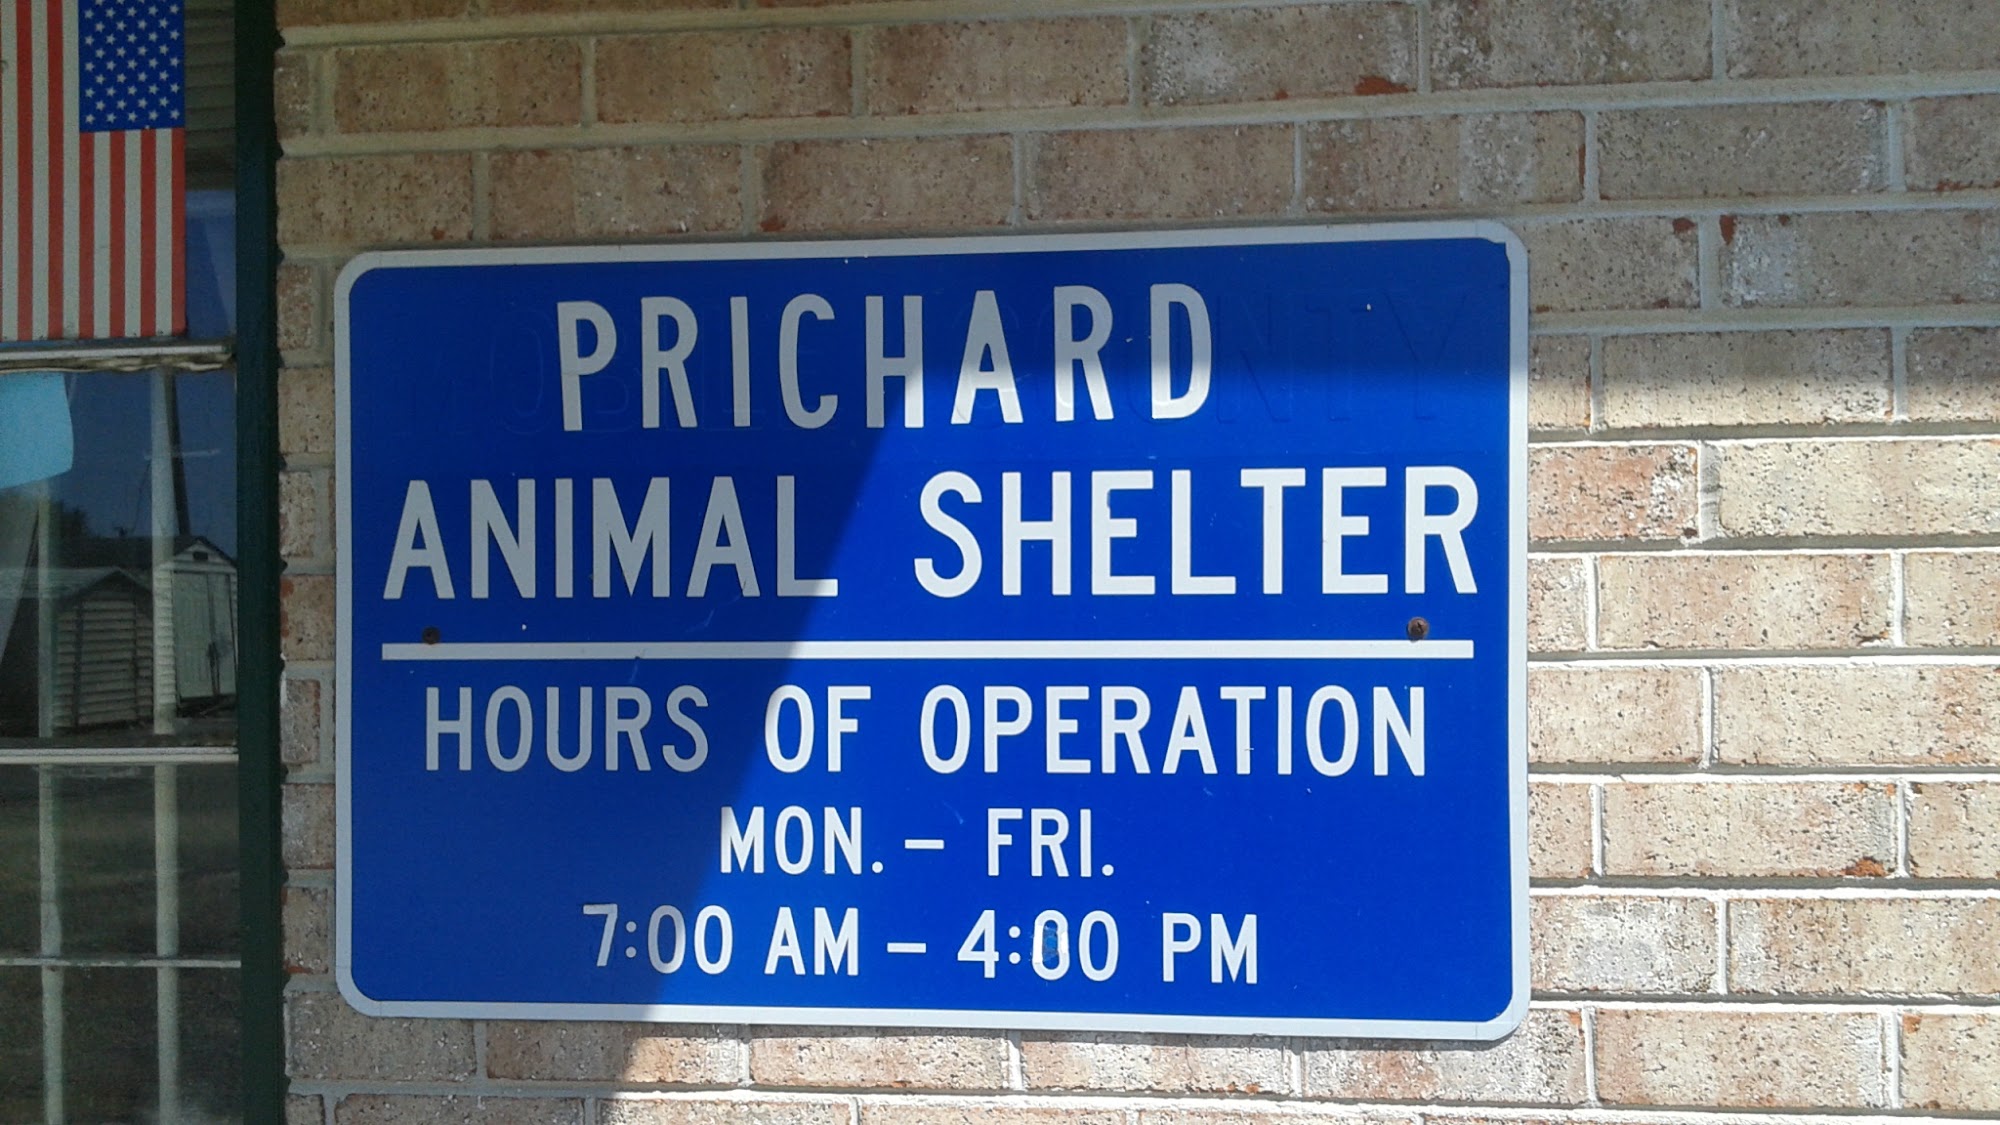 PRICHARD
ANIMAL SHELTER
HOURS OF OPERATION
MON. – FRI.
7:00 AM – 4:00 PM